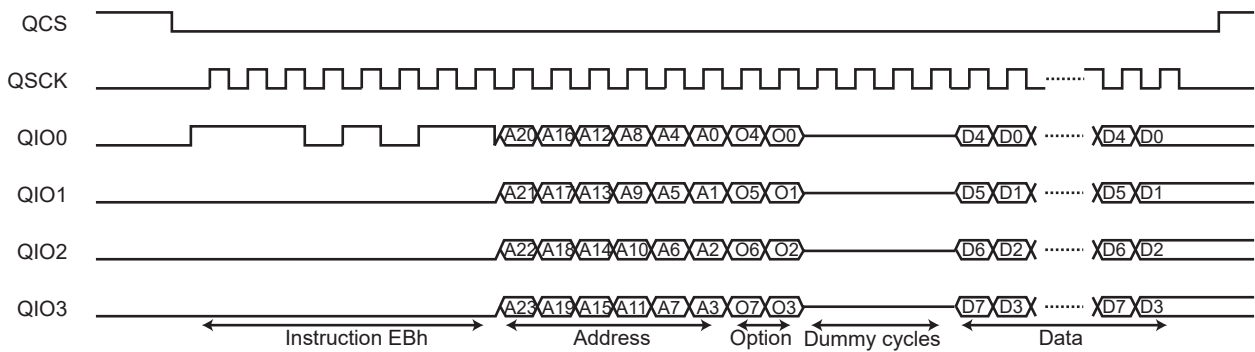 QCS
QSCK
QIO0 A20 A16 A12 A8 A4 A0 O4 O0 D4 D0 D4 D0
QIO1 A21 A17 A13 A9 A5 A1 O5 O1 D5 D1 D5 D1
QIO2 A22 A18 A14 A10 A6 A2 O6 O2 D6 D2 D6 D2
QIO3 A23 A19 A15 A11 A7 A3 O7 O3 D7 D3 D7 D3
Instruction EBh Address Option Dummy cycles Data